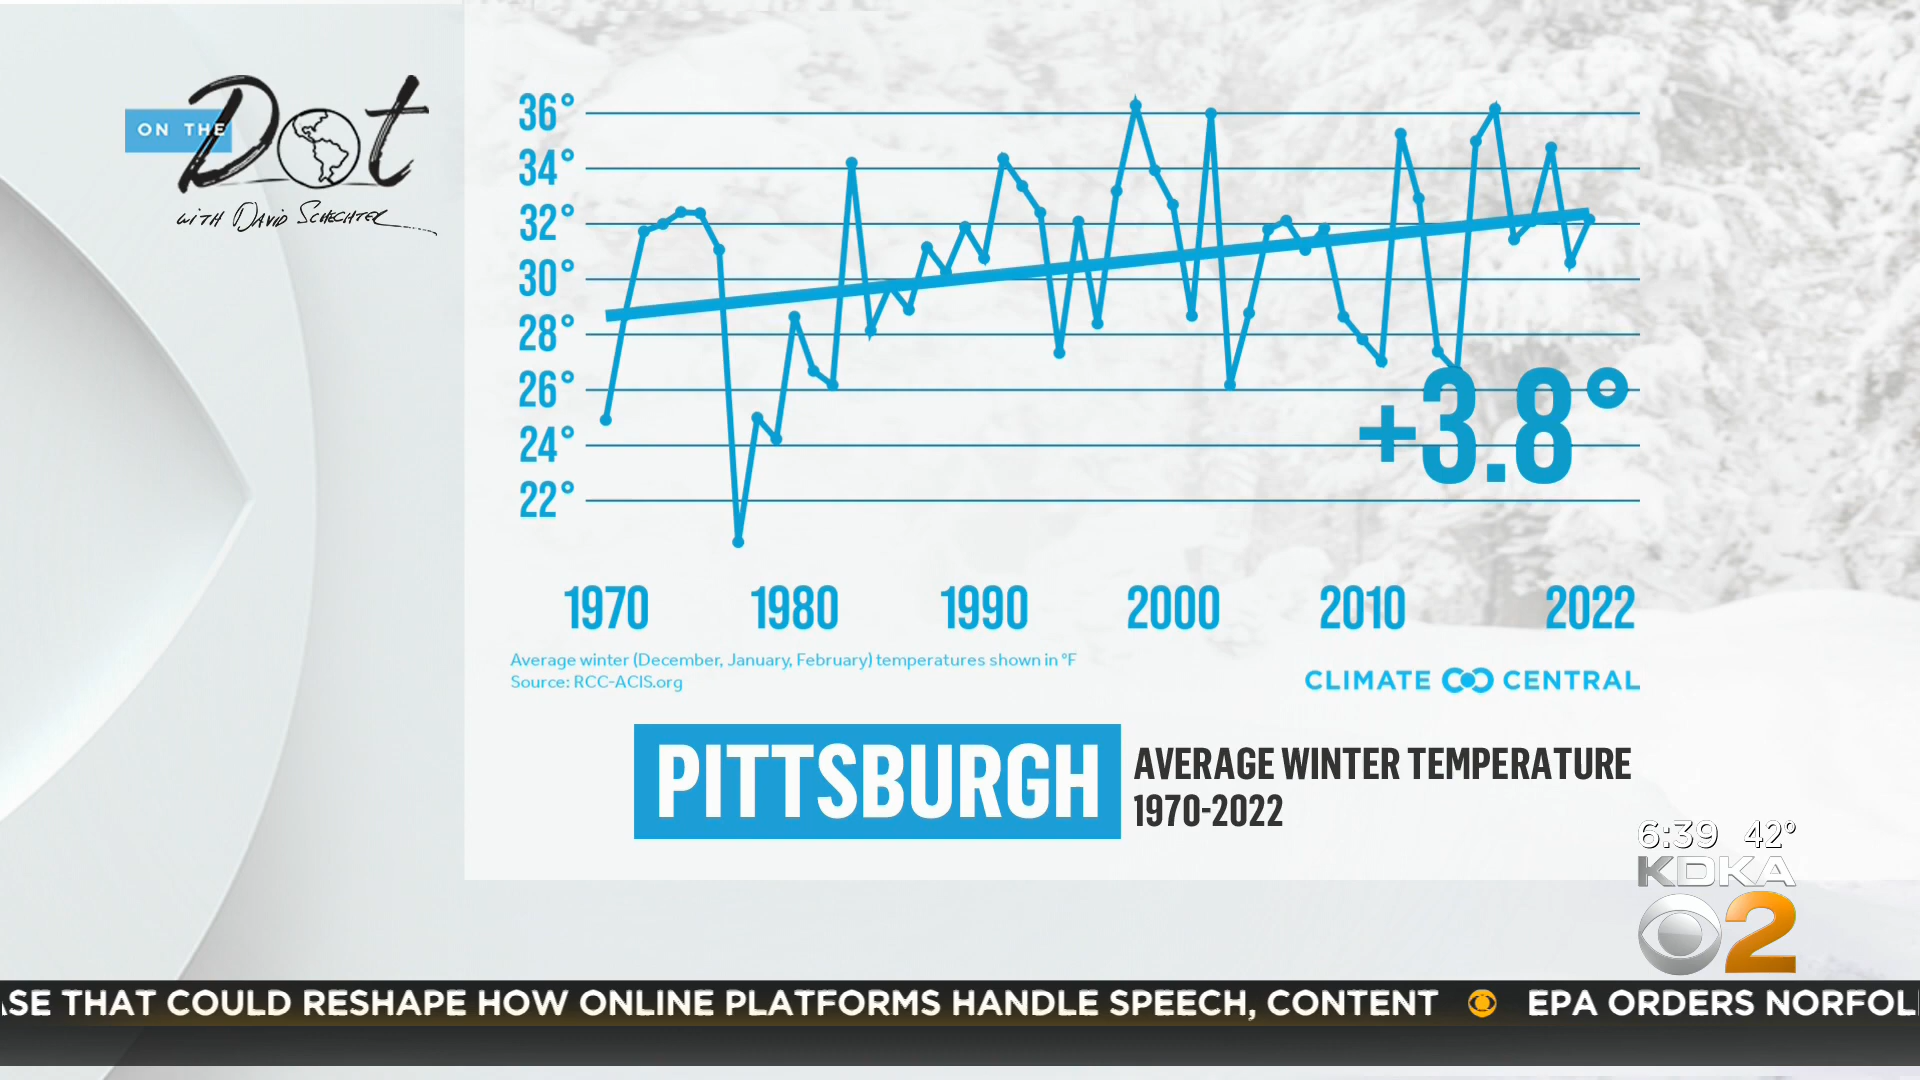 ON THE
Dot
WITH DAVID SCHECHTER
36°
34°
32°
30°
28°
26°
24°
22°
+3.8°
1970 1980 1990 2000 2010 2022
Average winter (December, January, February) temperatures shown in °F
Source: RCC-ACIS.org
CLIMATE CENTRAL
PITTSBURGH
AVERAGE WINTER TEMPERATURE
1970-2022
6:39 42°
KDKA
2
ASE THAT COULD RESHAPE HOW ONLINE PLATFORMS HANDLE SPEECH, CONTENT EPA ORDERS NORFOL